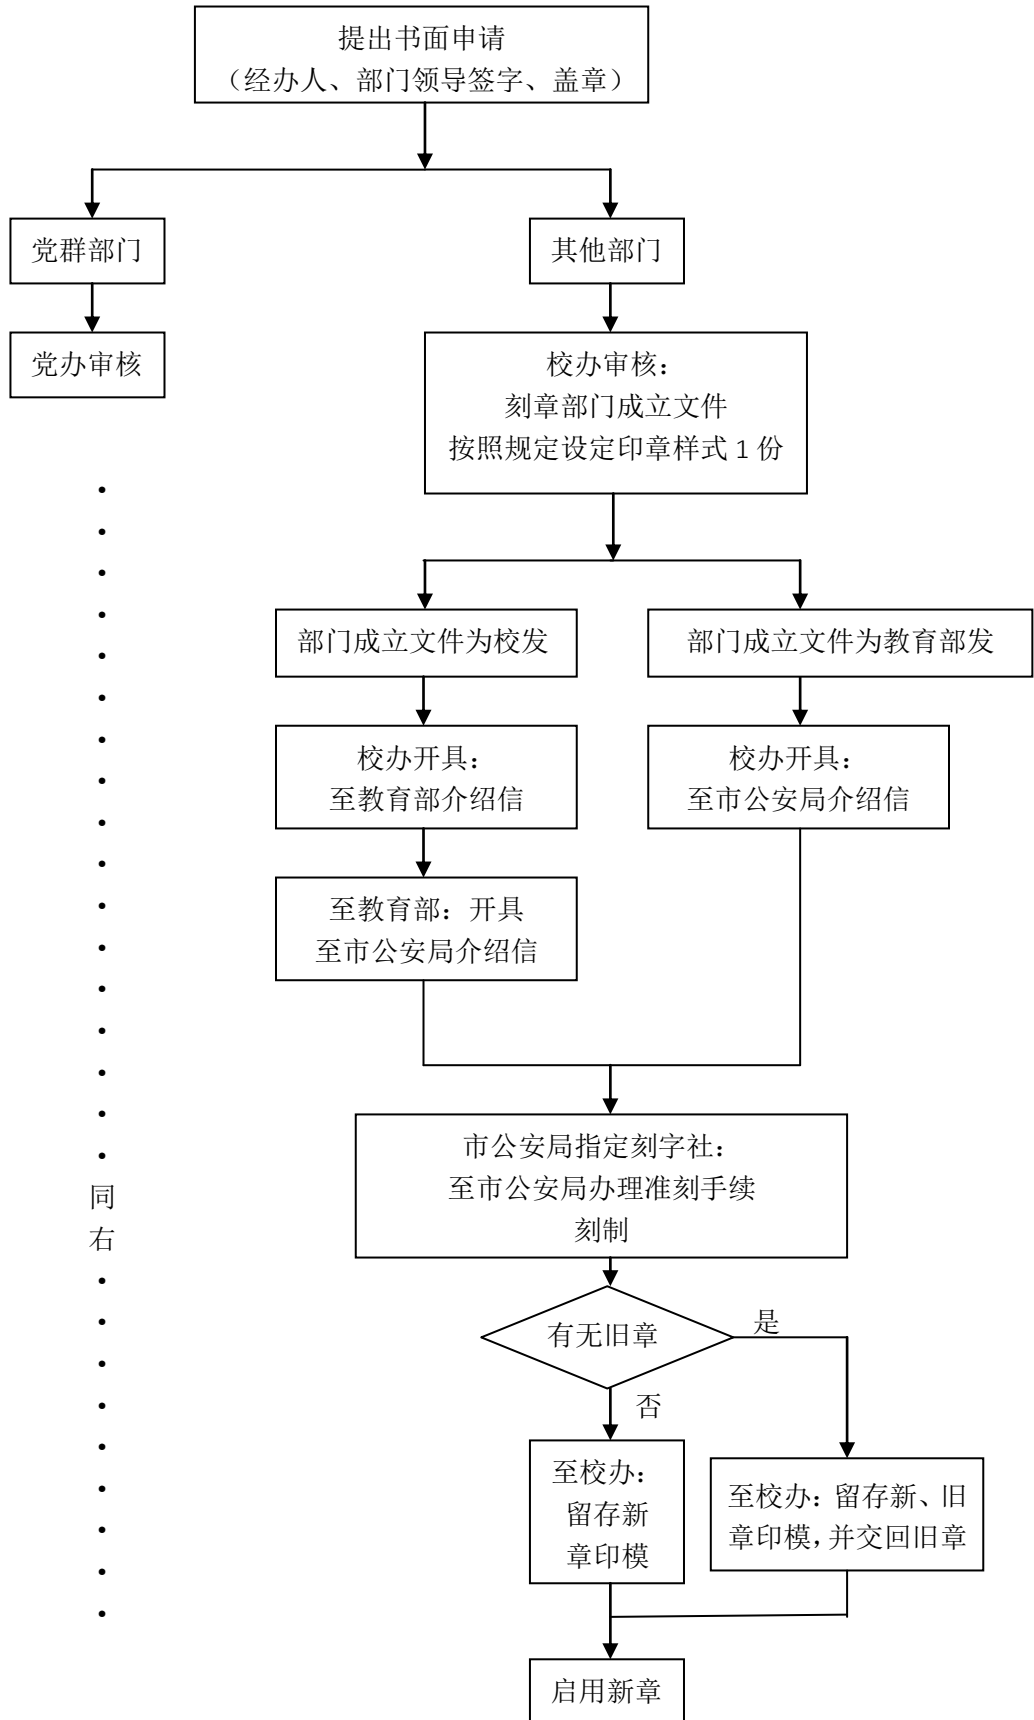 提出书面申请
（经办人、部门领导签字、盖章）
党群部门
其他部门
党办审核
校办审核：
刻章部门成立文件
按照规定设定印章样式 1 份
部门成立文件为校发
部门成立文件为教育部发
校办开具：
至教育部介绍信
校办开具：
至市公安局介绍信
至教育部：开具
至市公安局介绍信
市公安局指定刻字社：
至市公安局办理准刻手续
刻制
同
右
有无旧章
是
否
至校办：
留存新
章印模
至校办：留存新、旧
章印模，并交回旧章
启用新章